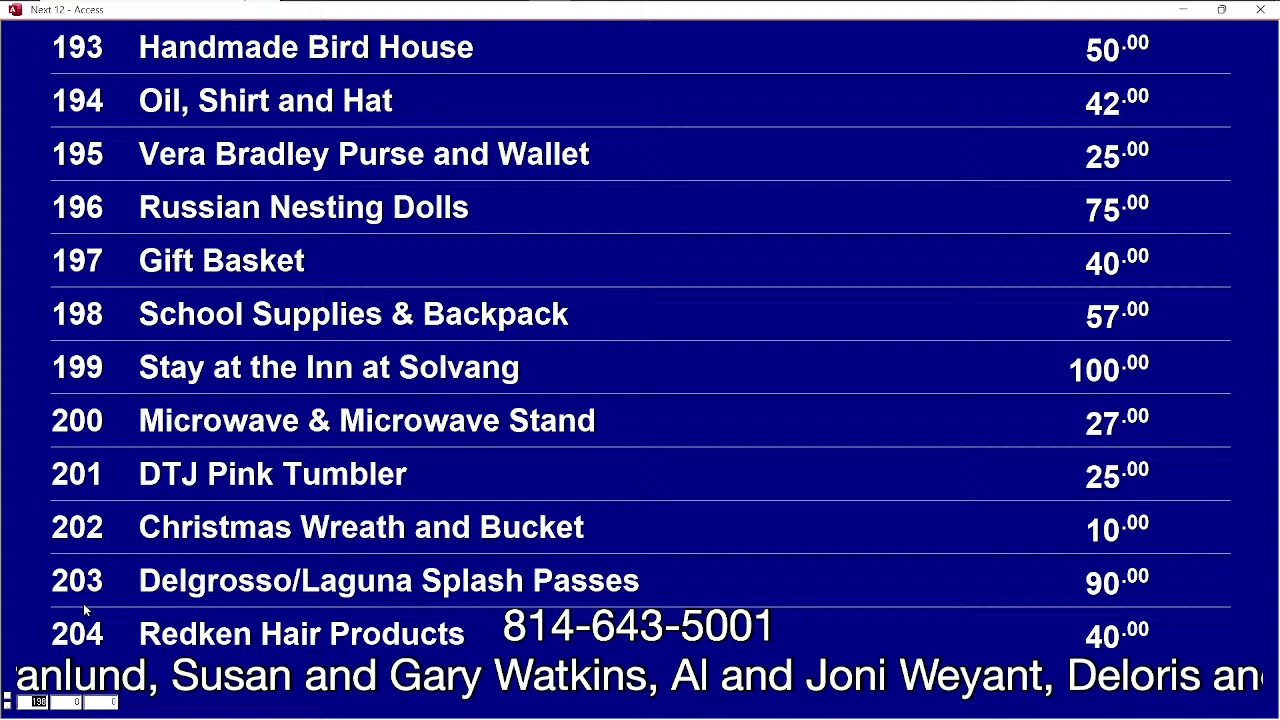 Next 12 - Access
193 Handmade Bird House 50.00
194 Oil, Shirt and Hat 42.00
195 Vera Bradley Purse and Wallet 25.00
196 Russian Nesting Dolls 75.00
197 Gift Basket 40.00
198 School Supplies & Backpack 57.00
199 Stay at the Inn at Solvang 100.00
200 Microwave & Microwave Stand 27.00
201 DTJ Pink Tumbler 25.00
202 Christmas Wreath and Bucket 10.00
203 Delgrosso/Laguna Splash Passes 90.00
204 Redken Hair Products 40.00
814-643-5001
anlund, Susan and Gary Watkins, Al and Joni Weyant, Deloris an
198 0 0